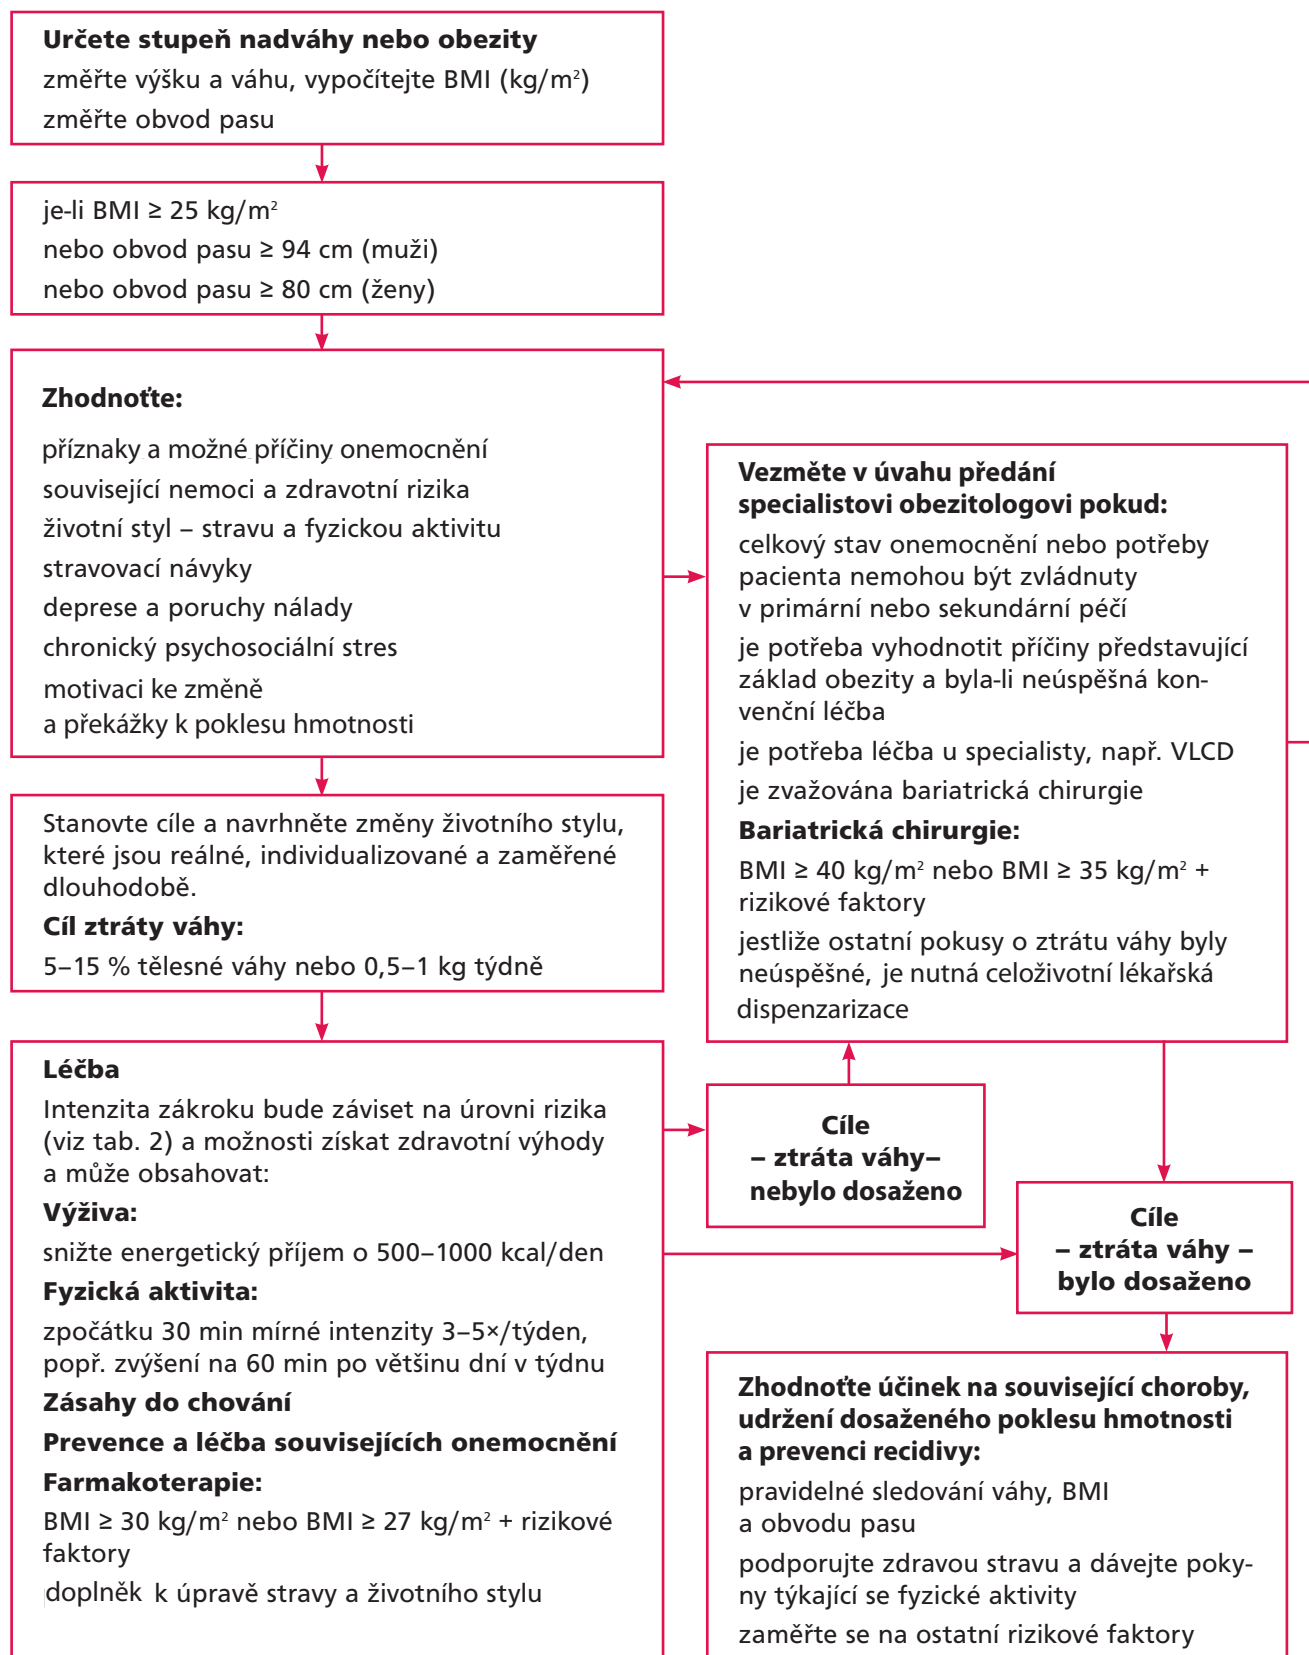 Určete stupeň nadváhy nebo obezity
změřte výšku a váhu, vypočítejte BMI (kg/m²)
změřte obvod pasu
je-li BMI ≥ 25 kg/m²
nebo obvod pasu ≥ 94 cm (muži)
nebo obvod pasu ≥ 80 cm (ženy)
Zhodnoťte:
příznaky a možné příčiny onemocnění
související nemoci a zdravotní rizika
životní styl – stravu a fyzickou aktivitu
stravovací návyky
deprese a poruchy nálady
chronický psychosociální stres
motivaci ke změně
a překážky k poklesu hmotnosti
Vezměte v úvahu předání
specialistovi obezitologovi pokud:
celkový stav onemocnění nebo potřeby
pacienta nemohou být zvládnuty
v primární nebo sekundární péčí
je potřeba vyhodnotit příčiny představující
základ obezity a byla-li neúspěšná kon-
venční léčba
je potřeba léčba u specialisty, např. VLCD
je zvažována bariatrická chirurgie
Bariatrická chirurgie:
BMI ≥ 40 kg/m² nebo BMI ≥ 35 kg/m² +
rizikové faktory
jestliže ostatní pokusy o ztrátu váhy byly
neúspěšné, je nutná celoživotní lékařská
dispenzarizace
Stanovte cíle a navrhněte změny životního stylu,
které jsou reálné, individualizované a zaměřené
dlouhodobě.
Cíl ztráty váhy:
5–15 % tělesné váhy nebo 0,5–1 kg týdně
Léčba
Intenzita zákroku bude záviset na úrovni rizika
(viz tab. 2) a možnosti získat zdravotní výhody
a může obsahovat:
Výživa:
snižte energetický příjem o 500–1000 kcal/den
Fyzická aktivita:
zpočátku 30 min mírné intenzity 3–5×/týden,
popř. zvýšení na 60 min po většinu dní v týdnu
Zásahy do chování
Prevence a léčba souvisejících onemocnění
Farmakoterapie:
BMI ≥ 30 kg/m² nebo BMI ≥ 27 kg/m² + rizikové
faktory
doplněk k úpravě stravy a životního stylu
Cíle
– ztráta váhy–
nebylo dosaženo
Cíle
– ztráta váhy –
bylo dosaženo
Zhodnoťte účinek na související choroby,
udržení dosaženého poklesu hmotnosti
a prevenci recidivy:
pravidelné sledování váhy, BMI
a obvodu pasu
podporujte zdravou stravu a dávejte poky-
ny týkající se fyzické aktivity
zaměřte se na ostatní rizikové faktory